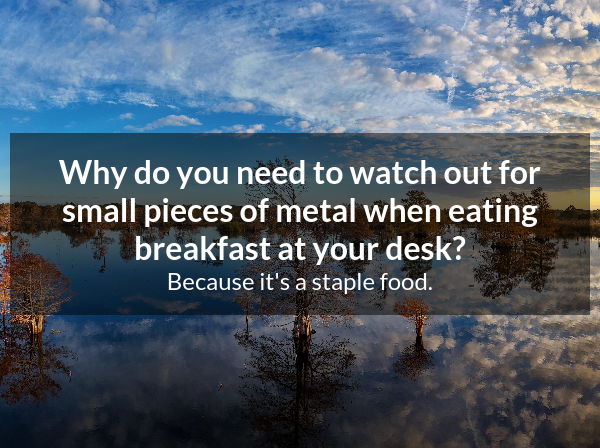 Why do you need to watch out for
small pieces of metal when eating
breakfast at your desk?
Because it's a staple food.